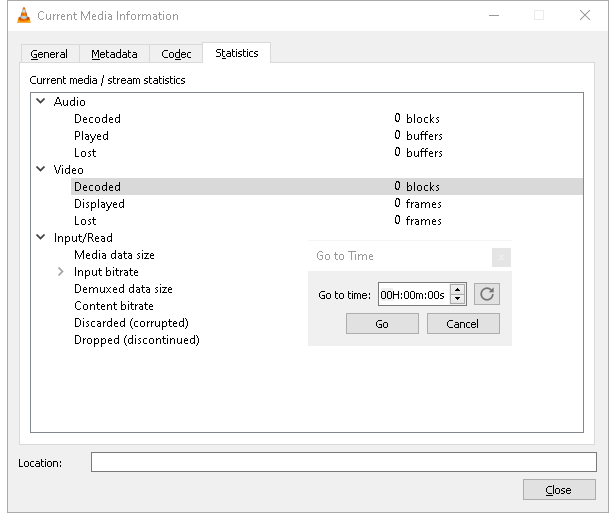 Current Media Information
General Metadata Codec Statistics
Current media / stream statistics
Audio
Decoded 0 blocks
Played 0 buffers
Lost 0 buffers
Video
Decoded 0 blocks
Displayed 0 frames
Lost 0 frames
Input/Read
Media data size
Input bitrate
Demuxed data size
Content bitrate
Discarded (corrupted)
Dropped (discontinued)
Go to Time
Go to time: 00H:00m:00s
Go Cancel
Location:
Close